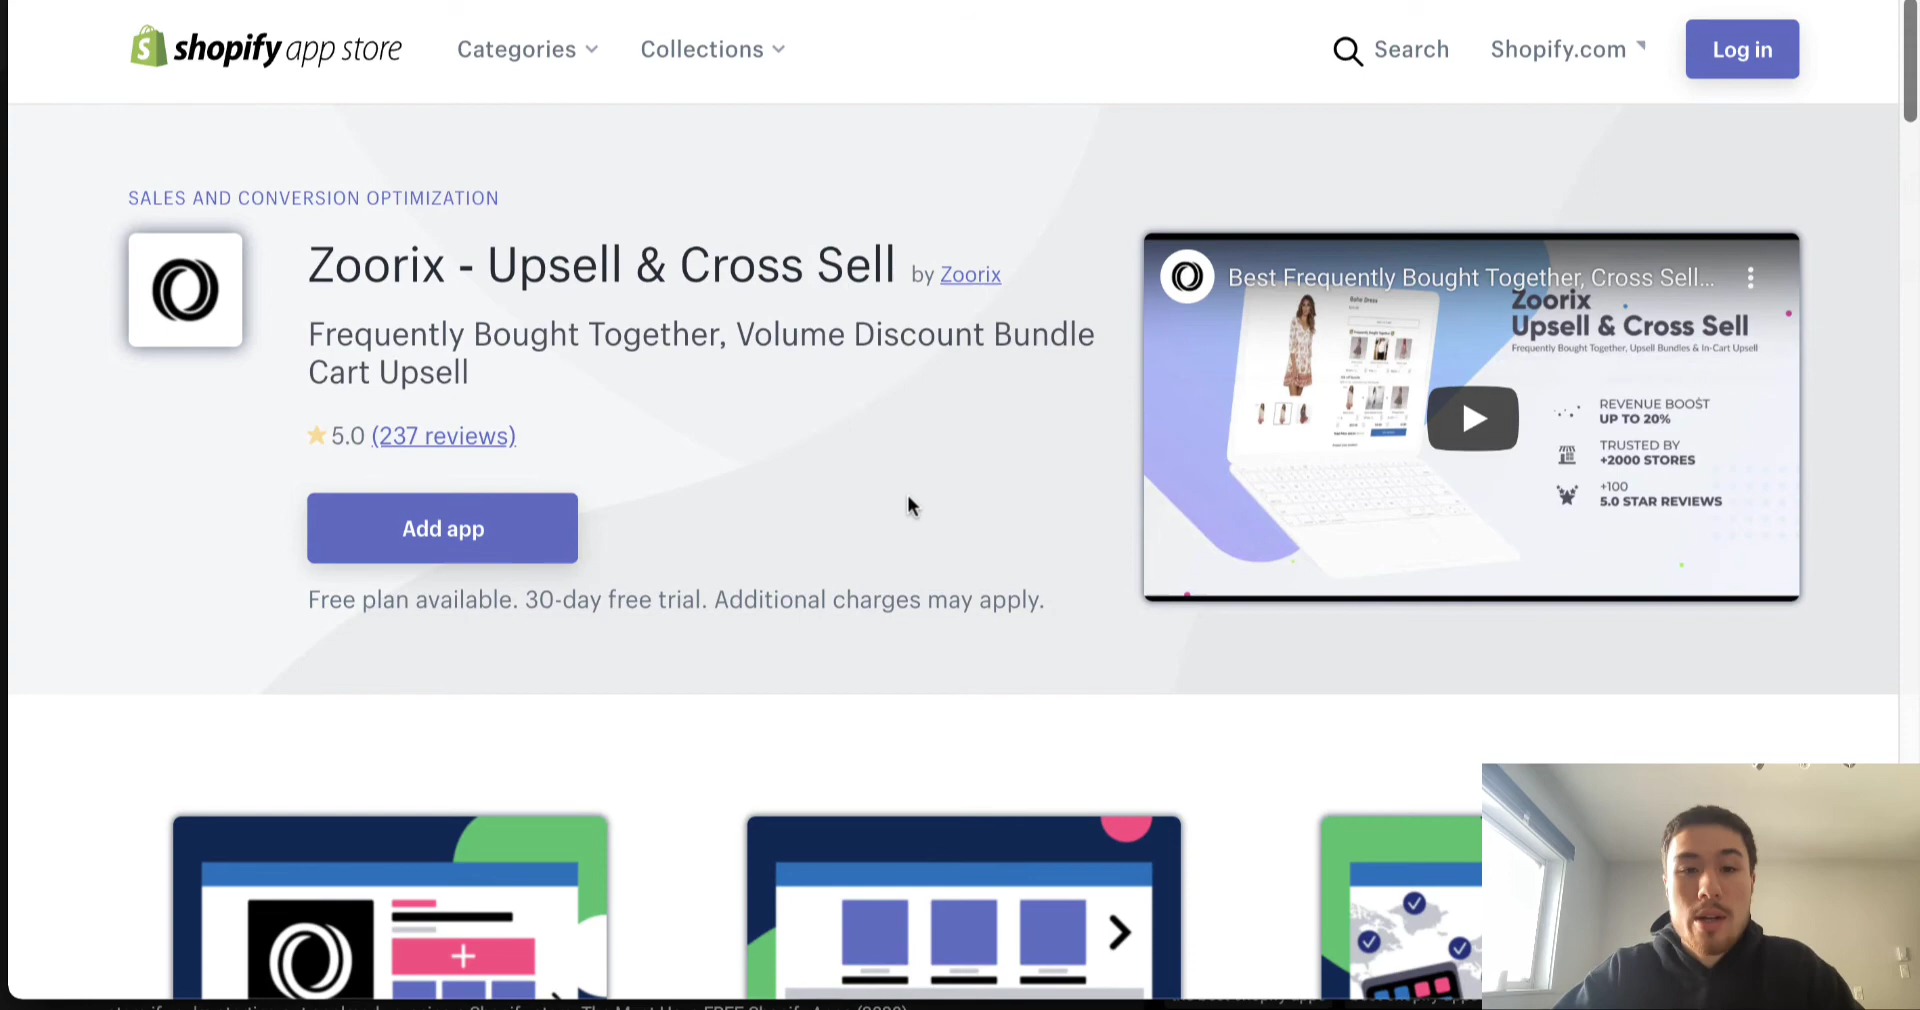 shopify app store
Categories
Collections
Search
Shopify.com
Log in
SALES AND CONVERSION OPTIMIZATION
Zoorix - Upsell & Cross Sell by Zoorix
Frequently Bought Together, Volume Discount Bundle
Cart Upsell
5.0 (237 reviews)
Add app
Free plan available. 30-day free trial. Additional charges may apply.
Best Frequently Bought Together, Cross Sell...
Zoorix
Upsell & Cross Sell
Frequently Bought Together, Upsell Bundles & In-Cart Upsell
REVENUE BOOST
UP TO 20%
TRUSTED BY
+2000 STORES
+100
5.0 STAR REVIEWS
Boho Dress